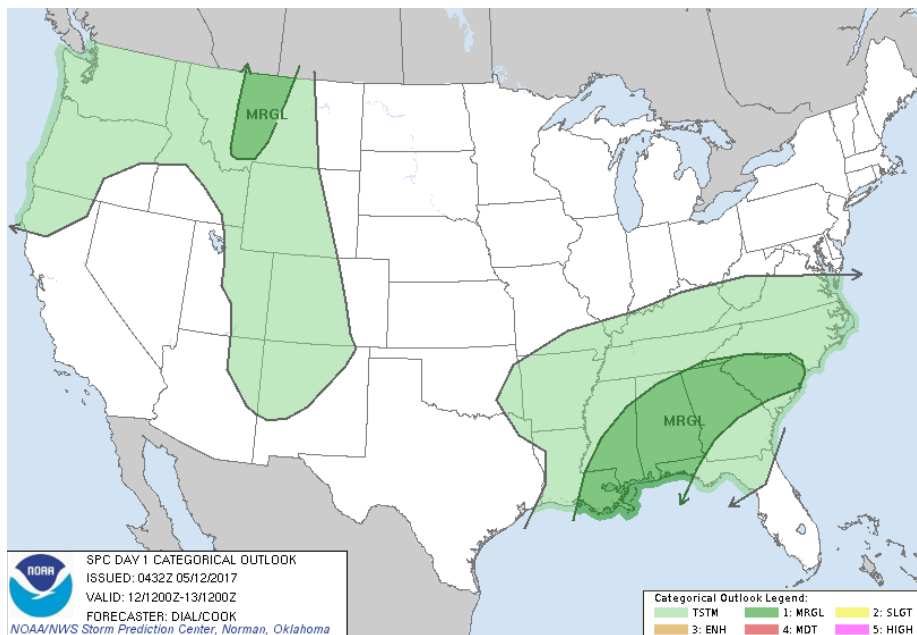 MRGL
MRGL
NOAA
SPC DAY 1 CATEGORICAL OUTLOOK
ISSUED: 0432Z 05/12/2017
VALID: 12/1200Z-13/1200Z
FORECASTER: DIAL/COOK
NOAA/NWS Storm Prediction Center, Norman, Oklahoma
Categorical Outlook Legend:
TSTM 1: MRGL 2: SLGT
3: ENH 4: MDT 5: HIGH